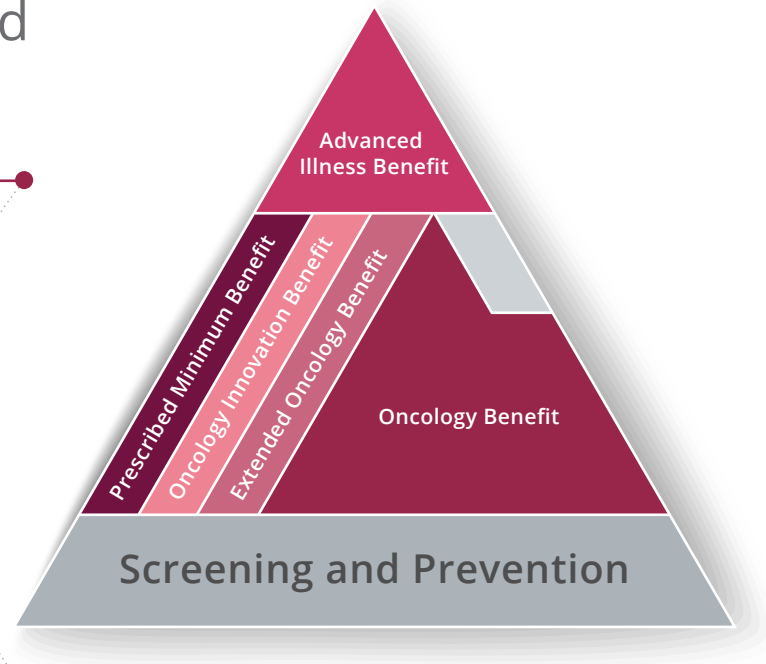 d
Advanced
Illness Benefit
Prescribed Minimum Benefit
Oncology Innovation Benefit
Extended Oncology Benefit
Oncology Benefit
Screening and Prevention